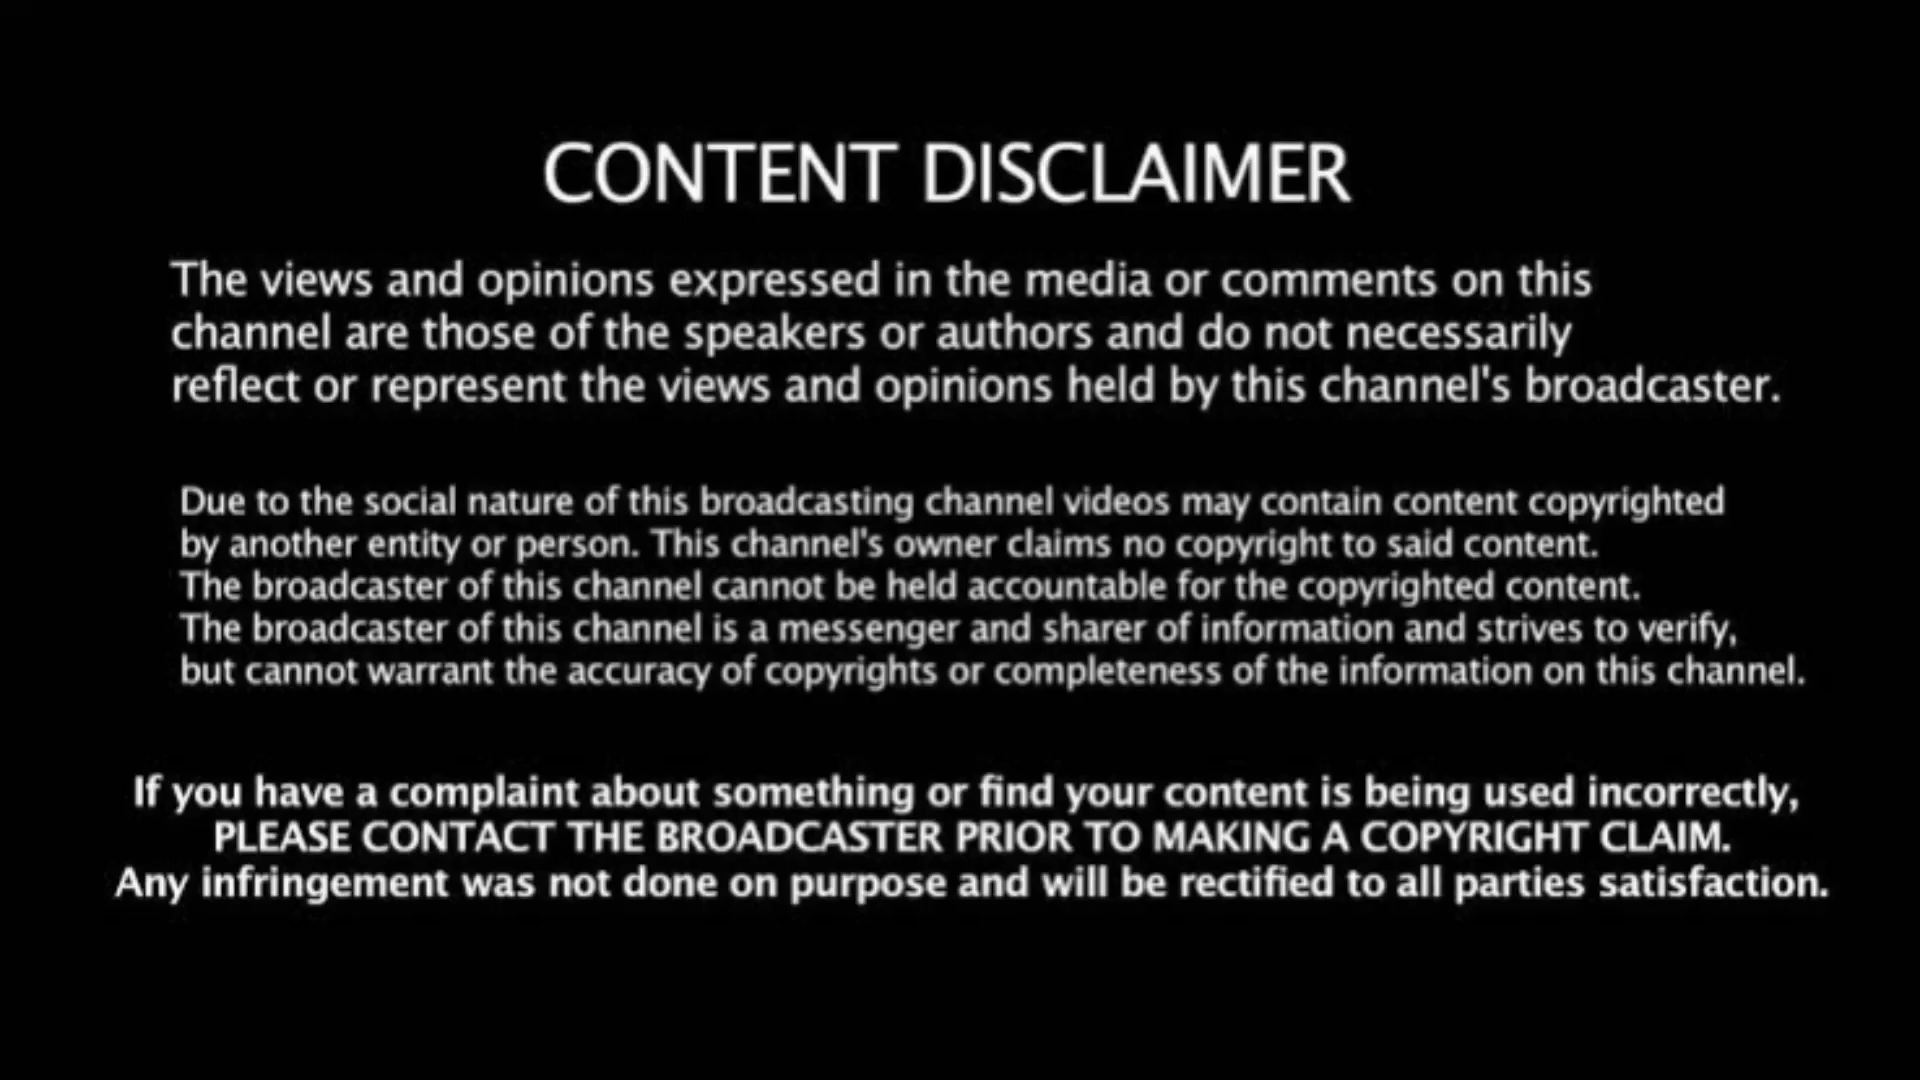 CONTENT DISCLAIMER
The views and opinions expressed in the media or comments on this
channel are those of the speakers or authors and do not necessarily
reflect or represent the views and opinions held by this channel's broadcaster.
Due to the social nature of this broadcasting channel videos may contain content copyrighted
by another entity or person. This channel's owner claims no copyright to said content.
The broadcaster of this channel cannot be held accountable for the copyrighted content.
The broadcaster of this channel is a messenger and sharer of information and strives to verify,
but cannot warrant the accuracy of copyrights or completeness of the information on this channel.
If you have a complaint about something or find your content is being used incorrectly,
PLEASE CONTACT THE BROADCASTER PRIOR TO MAKING A COPYRIGHT CLAIM.
Any infringement was not done on purpose and will be rectified to all parties satisfaction.